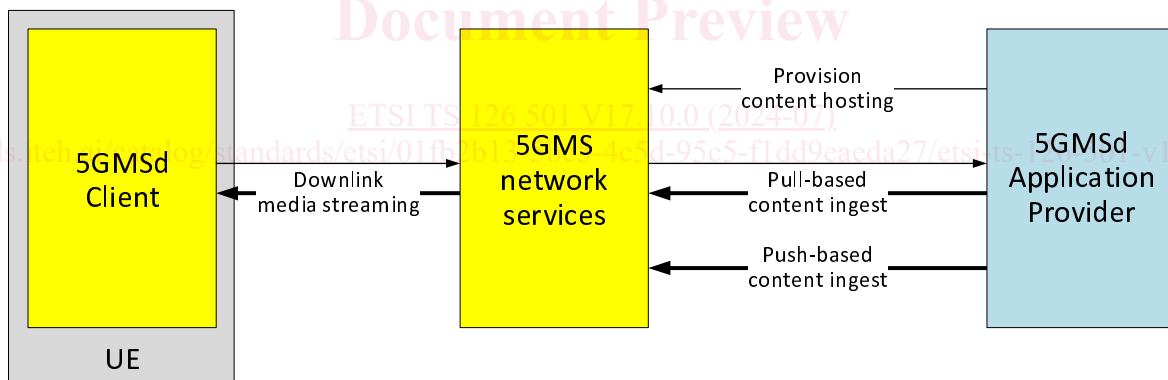 Document Preview
Provision
content hosting
ETSI TS 126 501 V17.10.0 (2024-07)
5GMSd
Client
5GMS
network
services
5GMSd
Application
Provider
Downlink
media streaming
Pull-based
content ingest
Push-based
content ingest
UE